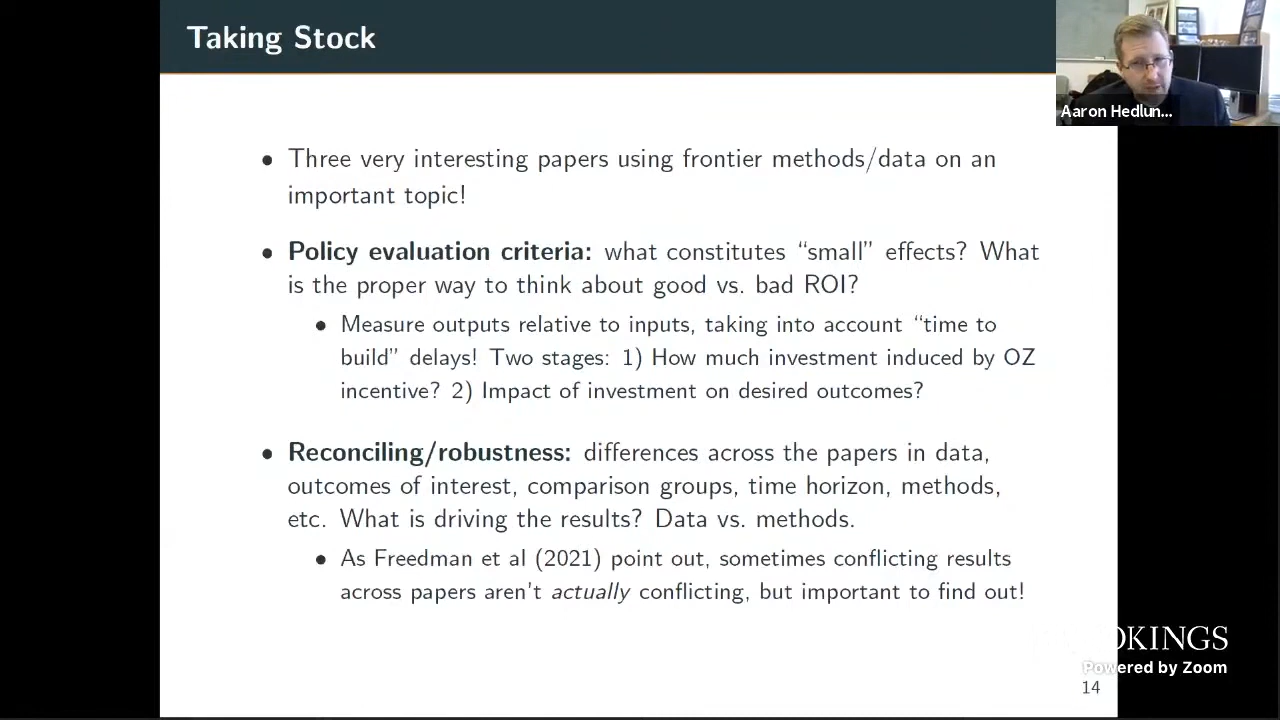 Taking Stock
Aaron Hedlun...
• Three very interesting papers using frontier methods/data on an
important topic!
• Policy evaluation criteria: what constitutes “small” effects? What
is the proper way to think about good vs. bad ROI?
• Measure outputs relative to inputs, taking into account “time to
build” delays! Two stages: 1) How much investment induced by OZ
incentive? 2) Impact of investment on desired outcomes?
• Reconciling/robustness: differences across the papers in data,
outcomes of interest, comparison groups, time horizon, methods,
etc. What is driving the results? Data vs. methods.
• As Freedman et al (2021) point out, sometimes conflicting results
across papers aren't actually conflicting, but important to find out!
OKINGS
Powered by Zoom
14